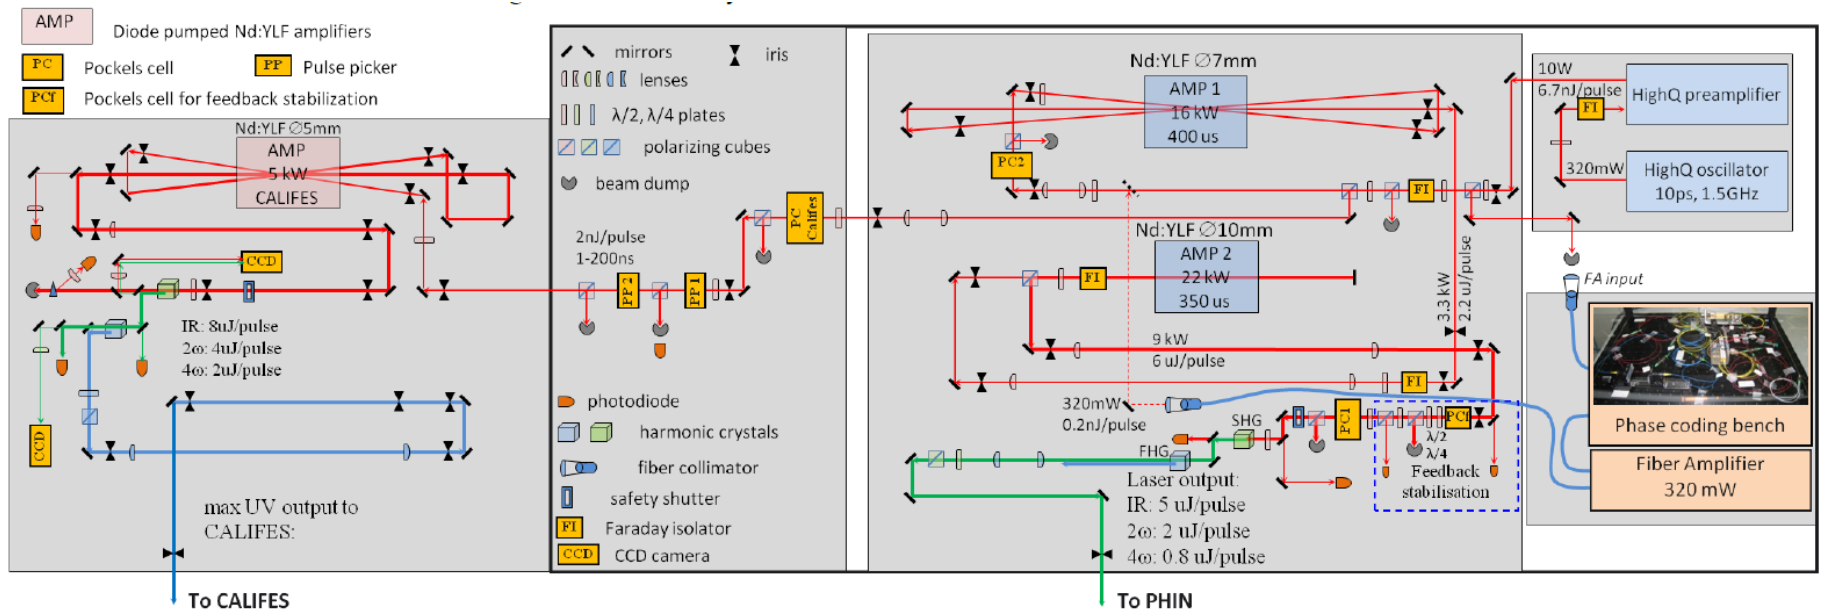 AMP
Diode pumped Nd:YLF amplifiers
PC
Pockels cell
PP
Pulse picker
PCf
Pockels cell for feedback stabilization
Nd:YLF ∅5mm
AMP
5 kW
CALIFES
CCD
IR: 8uJ/pulse
2ω: 4uJ/pulse
4ω: 2uJ/pulse
CCD
max UV output to
CALIFES:
To CALIFES
mirrors
iris
lenses
λ/2, λ/4 plates
polarizing cubes
beam dump
PC
Califes
2nJ/pulse
1-200ns
PP 2
PP 1
photodiode
harmonic crystals
fiber collimator
safety shutter
FI
Faraday isolator
CCD
CCD camera
Nd:YLF ∅7mm
AMP 1
16 kW
400 us
PC2
FI
Nd:YLF ∅10mm
AMP 2
22 kW
350 us
FI
3.3 kW
2.2 uJ/pulse
9 kW
6 uJ/pulse
FI
320mW
0.2nJ/pulse
SHG
FHG
PC1
PCf
λ/2
λ/4
Feedback
stabilisation
Laser output:
IR: 5 uJ/pulse
2ω: 2 uJ/pulse
4ω: 0.8 uJ/pulse
To PHIN
10W
6.7nJ/pulse
FI
HighQ preamplifier
320mW
HighQ oscillator
10ps, 1.5GHz
FA input
Phase coding bench
Fiber Amplifier
320 mW